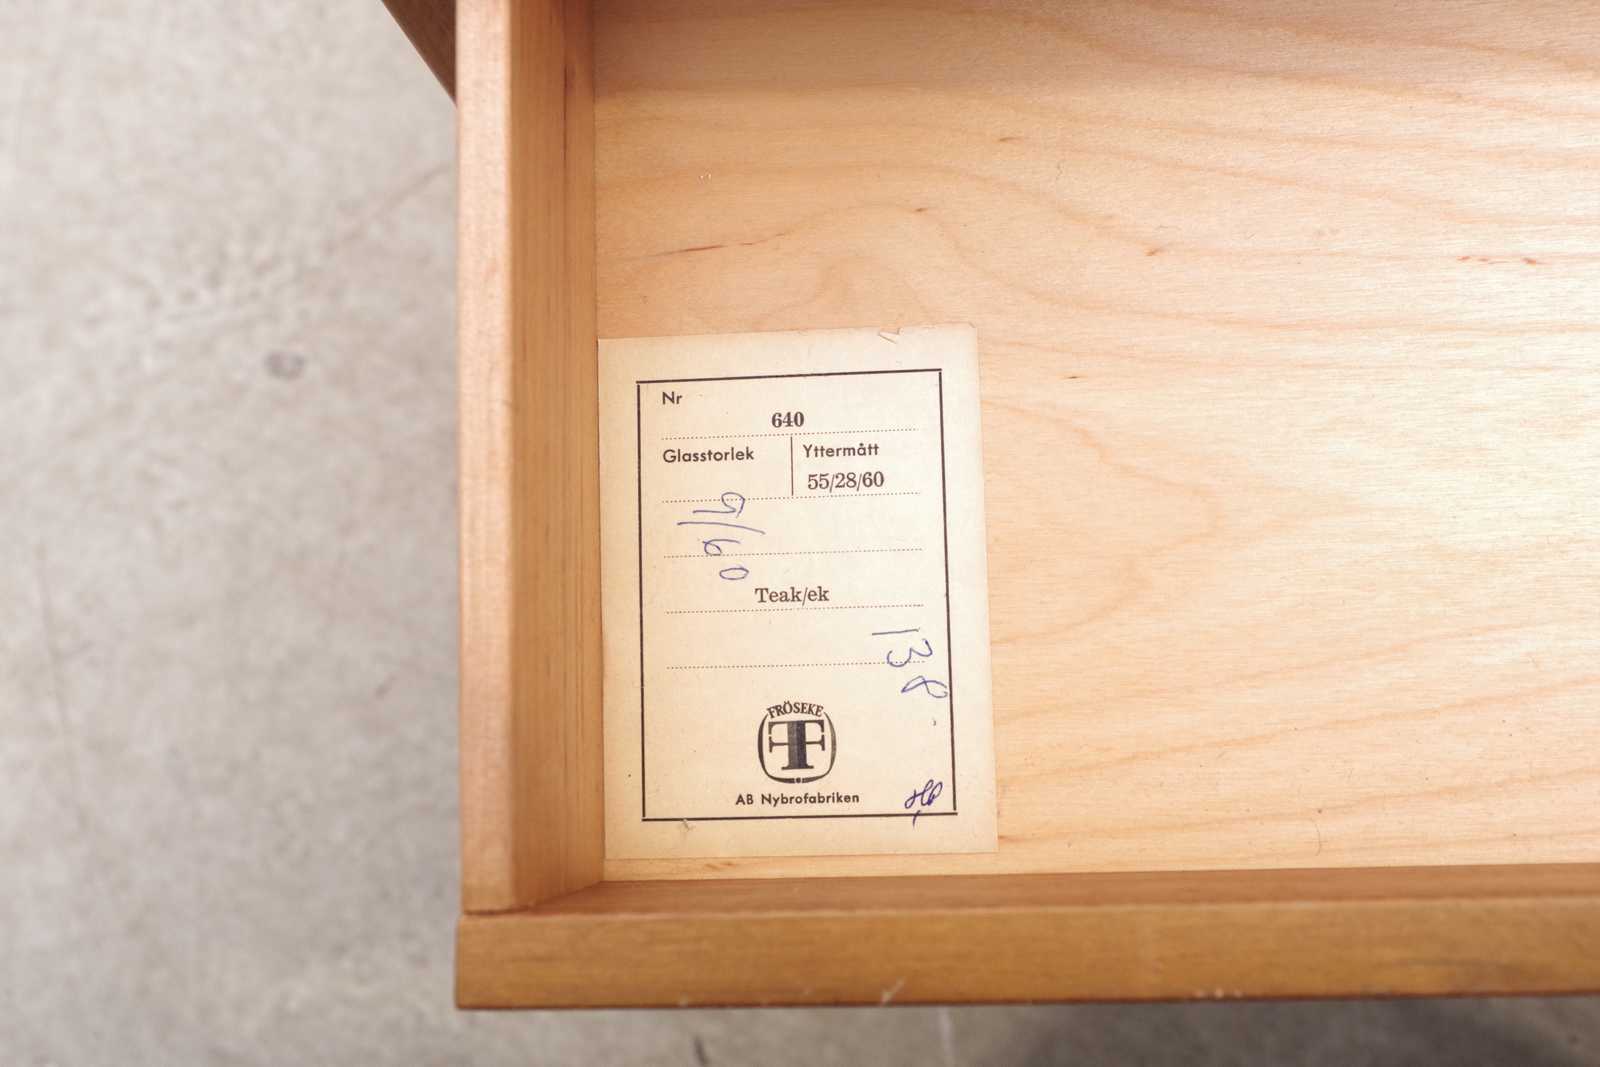 Nr
640
Glasstorlek
Yttermått
55/28/60
9/60
Teak/ek
138
FRÖSEKE
AB Nybrofabriken